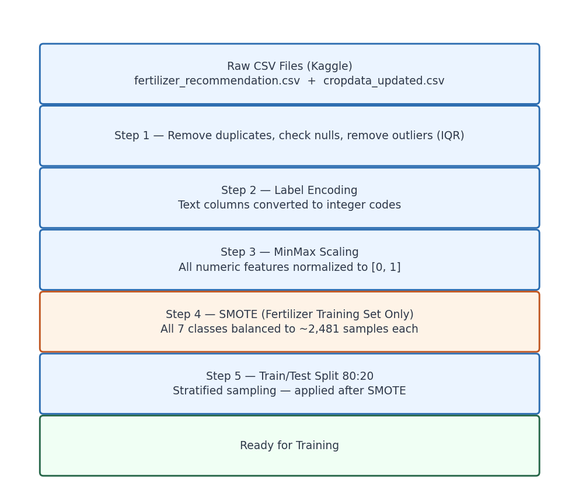 Raw CSV Files (Kaggle)
fertilizer_recommendation.csv + cropdata_updated.csv
Step 1 — Remove duplicates, check nulls, remove outliers (IQR)
Step 2 — Label Encoding
Text columns converted to integer codes
Step 3 — MinMax Scaling
All numeric features normalized to [0, 1]
Step 4 — SMOTE (Fertilizer Training Set Only)
All 7 classes balanced to ~2,481 samples each
Step 5 — Train/Test Split 80:20
Stratified sampling — applied after SMOTE
Ready for Training